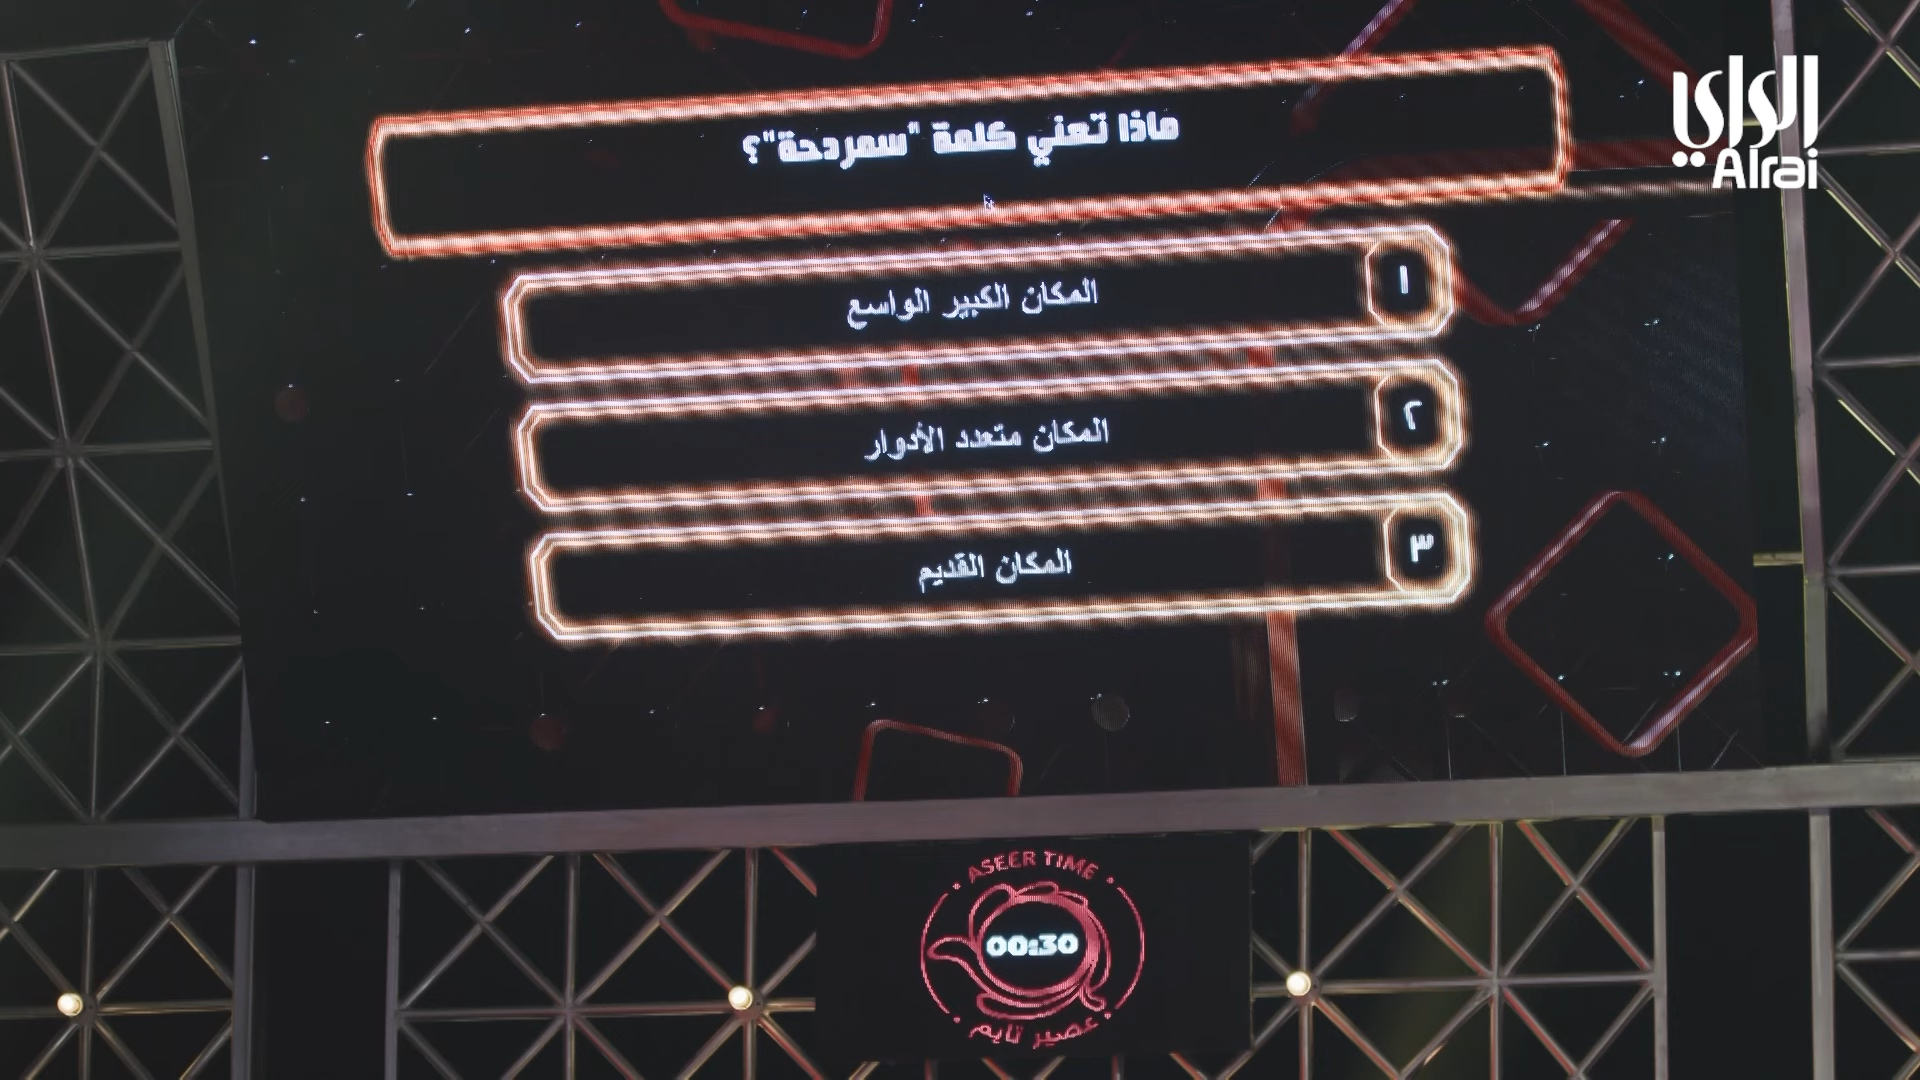 الراي
Alrai
ماذا تعني كلمة "سمردحة"؟
١
المكان الكبير الواسع
٢
المكان متعدد الأدوار
٣
المكان القديم
ASEER TIME
00:30
عصير تايم